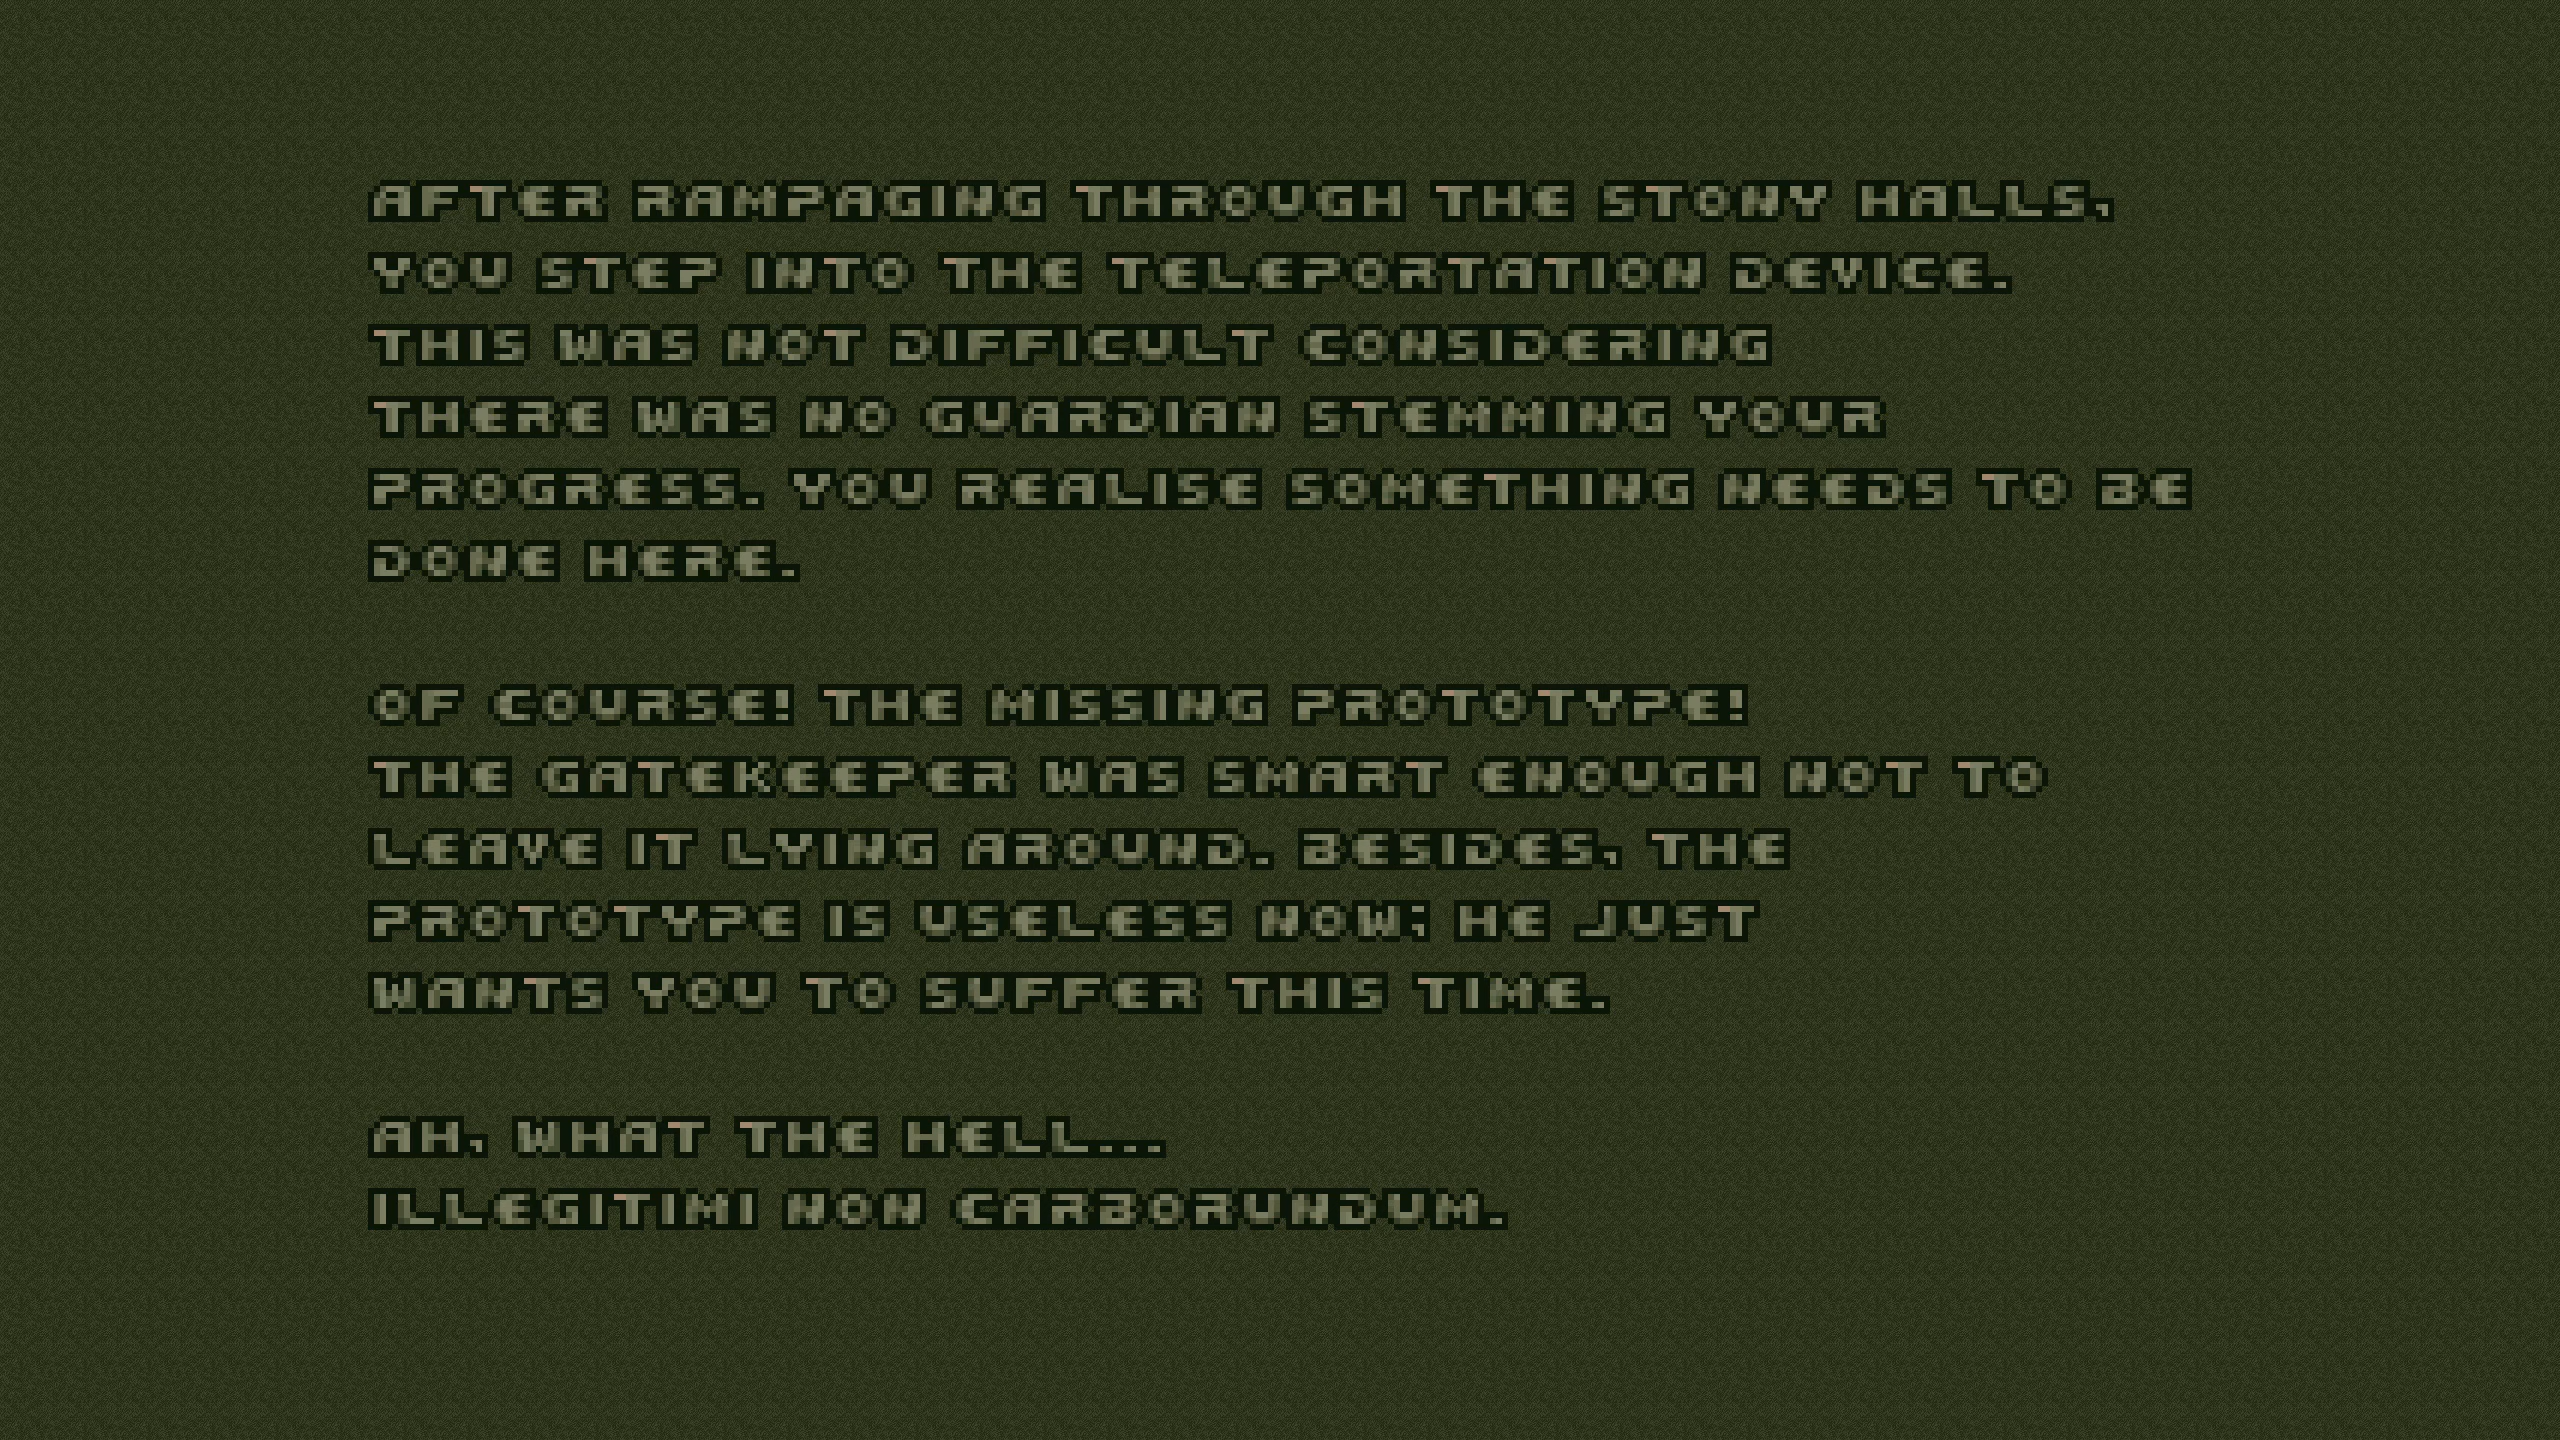 AFTER RAMPAGING THROUGH THE STONY HALLS,
YOU STEP INTO THE TELEPORTATION DEVICE.
THIS WAS NOT DIFFICULT CONSIDERING
THERE WAS NO GUARDIAN STEMMING YOUR
PROGRESS. YOU REALISE SOMETHING NEEDS TO BE
DONE HERE.
OF COURSE! THE MISSING PROTOTYPE!
THE GATEKEEPER WAS SMART ENOUGH NOT TO
LEAVE IT LYING AROUND. BESIDES, THE
PROTOTYPE IS USELESS NOW; HE JUST
WANTS YOU TO SUFFER THIS TIME.
AH, WHAT THE HELL...
ILLEGITIMI NON CARBORUNDUM.